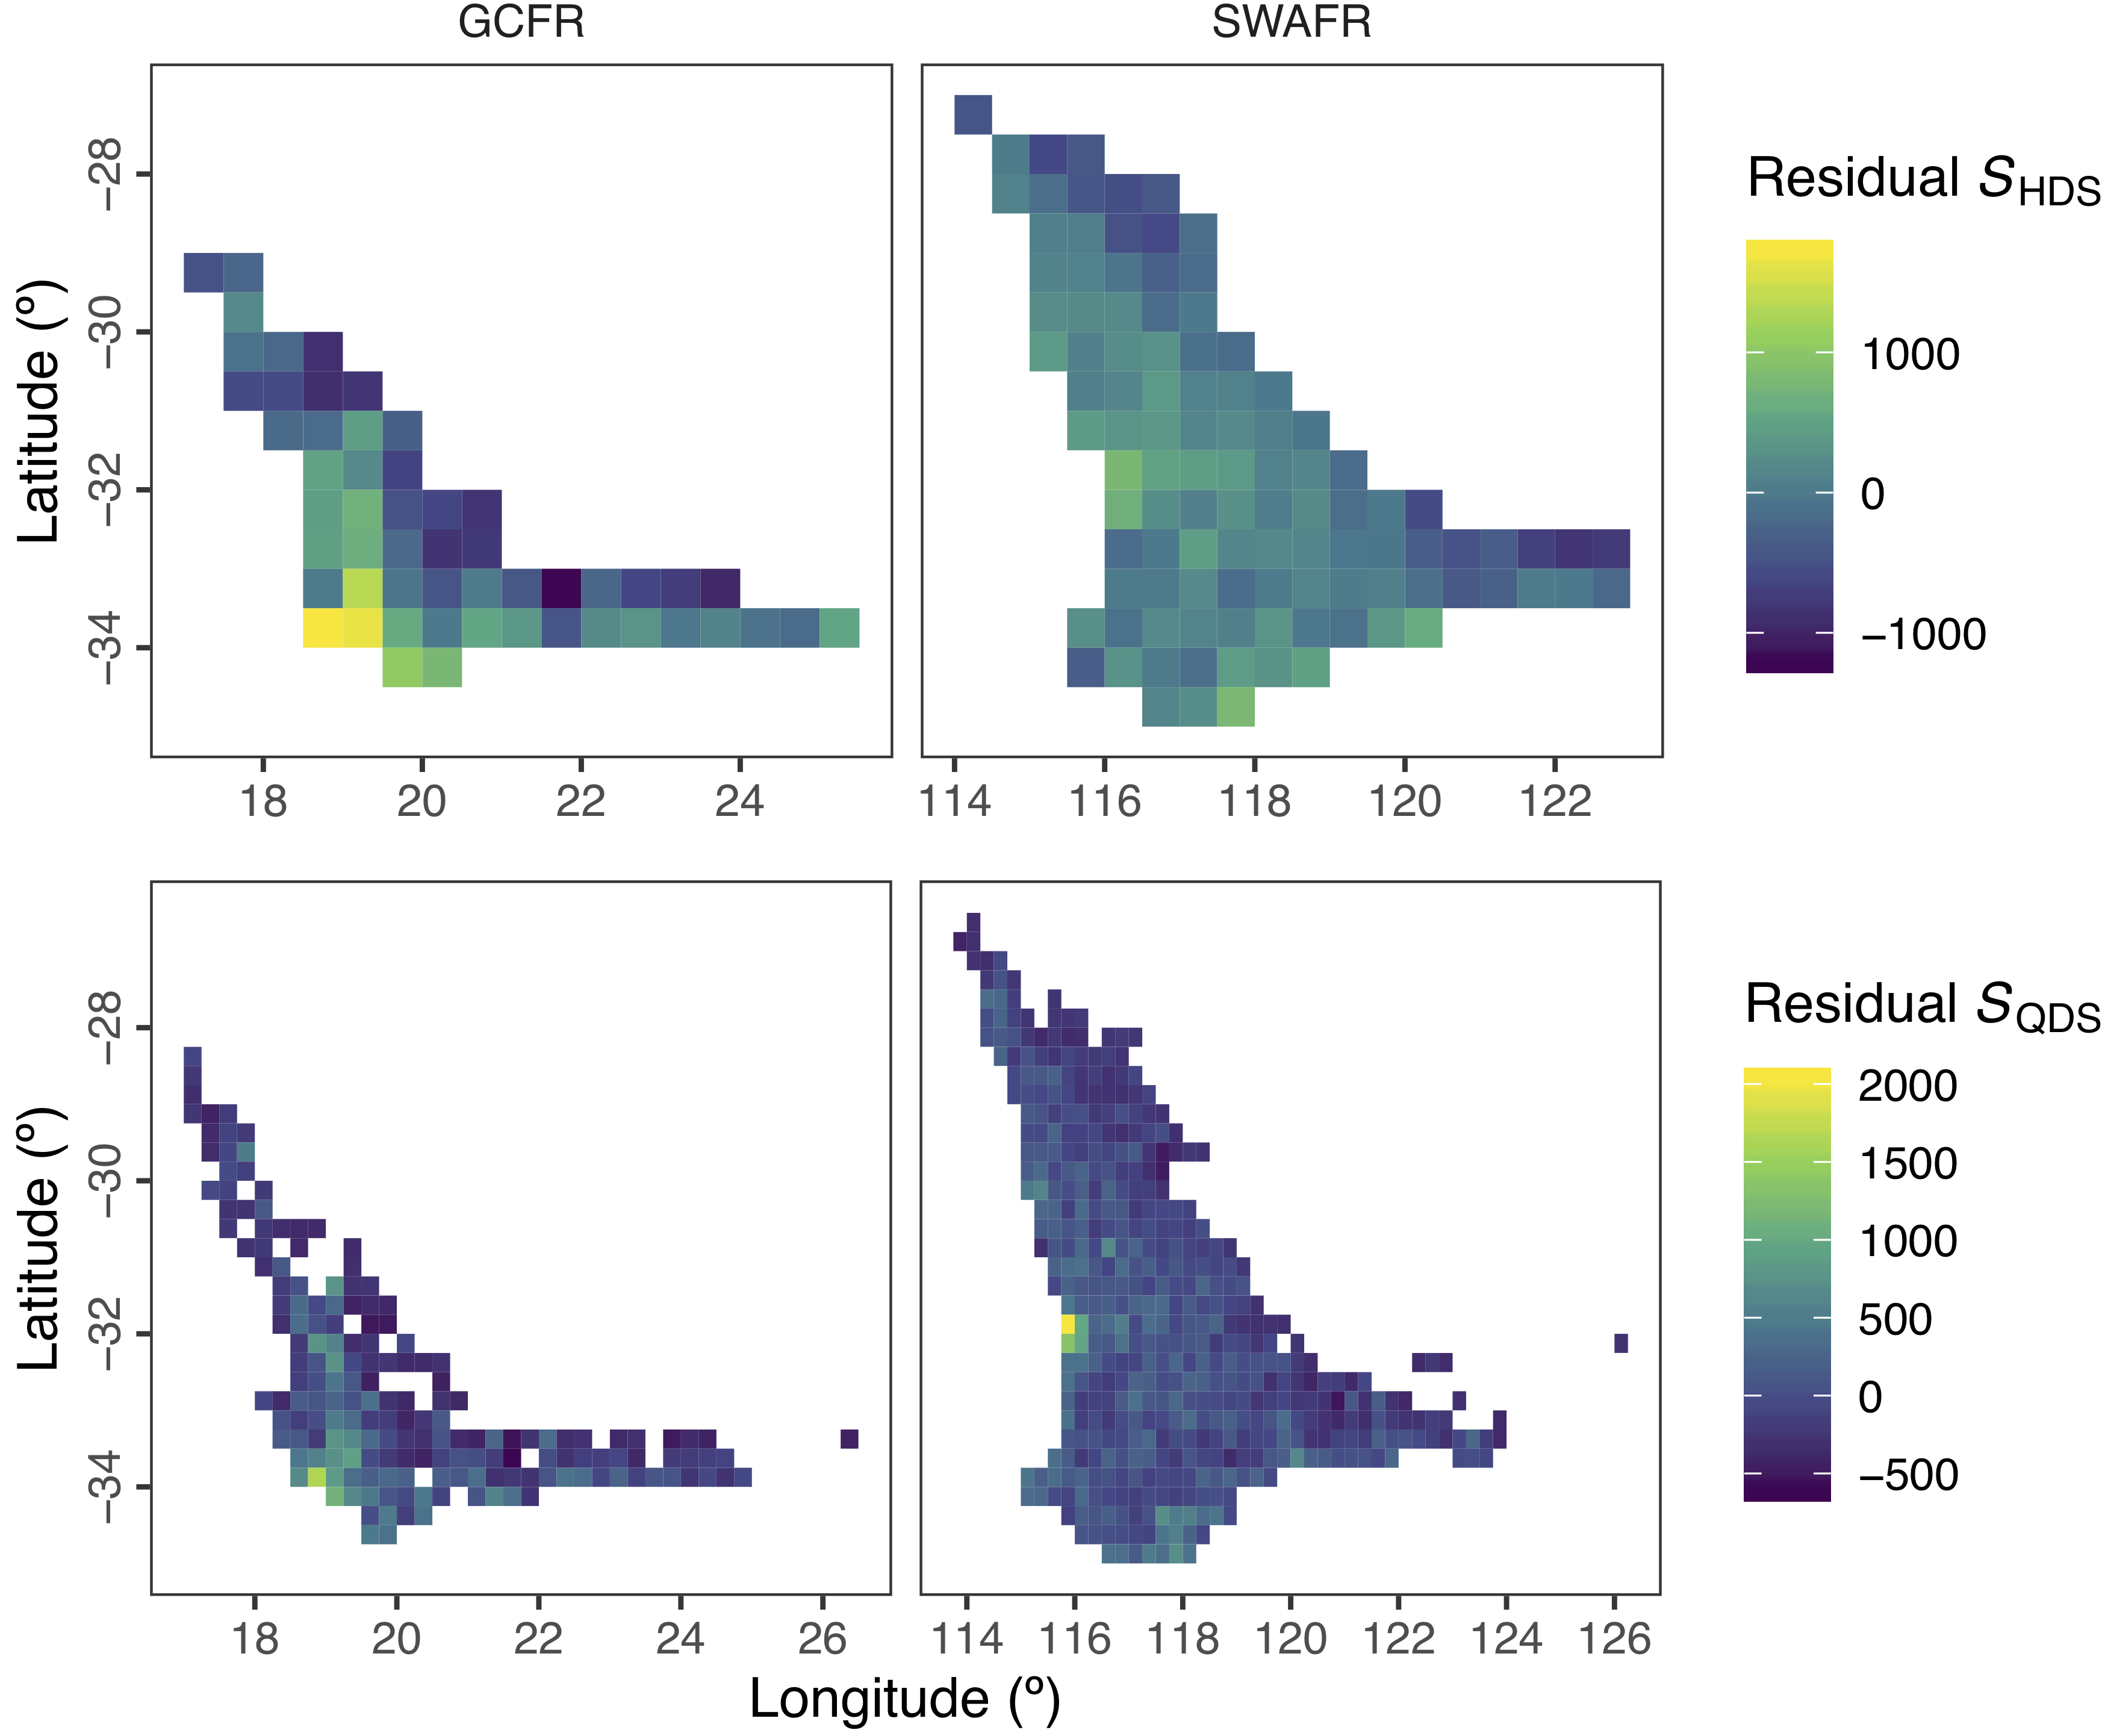 GCFR
SWAFR
Latitude (º)
−28
−30
−32
−34
18 20 22 24
114 116 118 120 122
Residual SHDS
1000
0
−1000
Latitude (º)
−28
−30
−32
−34
18 20 22 24 26
114 116 118 120 122 124 126
Longitude (º)
Residual SQDS
2000
1500
1000
500
0
−500